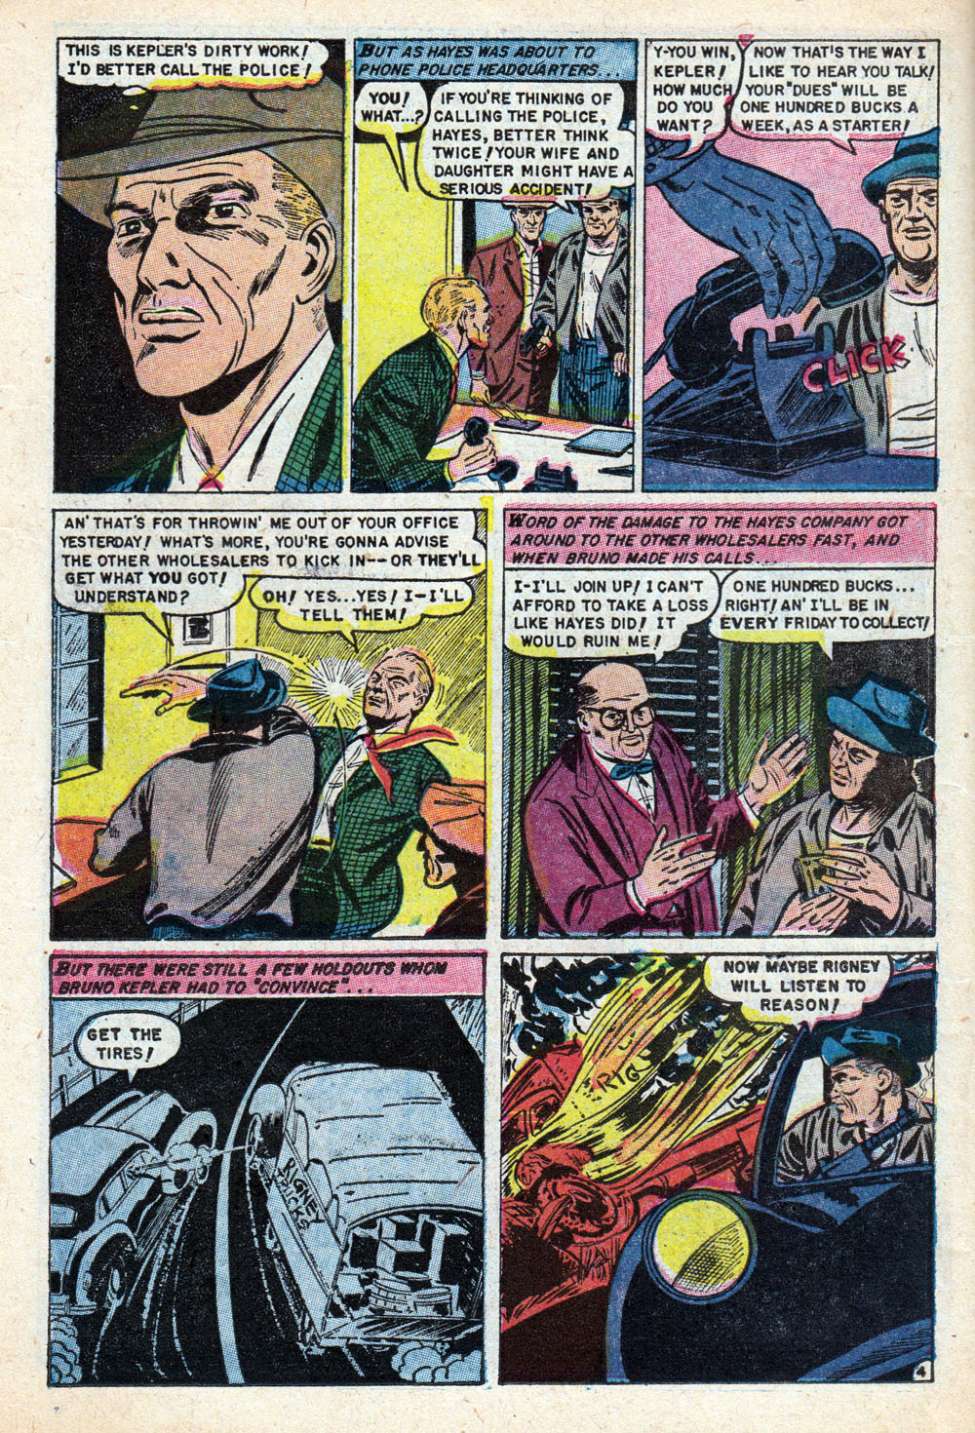 THIS IS KEPLER'S DIRTY WORK!
I'D BETTER CALL THE POLICE!
BUT AS HAYES WAS ABOUT TO
PHONE POLICE HEADQUARTERS...
YOU!
WHAT...?
IF YOU'RE THINKING OF
CALLING THE POLICE,
HAYES, BETTER THINK
TWICE! YOUR WIFE AND
DAUGHTER MIGHT HAVE A
SERIOUS ACCIDENT!
Y-YOU WIN,
KEPLER!
HOW MUCH
DO YOU
WANT?
NOW THAT'S THE WAY I
LIKE TO HEAR YOU TALK!
YOUR "DUES" WILL BE
ONE HUNDRED BUCKS A
WEEK, AS A STARTER!
CLICK
AN' THAT'S FOR THROWIN' ME OUT OF YOUR OFFICE
YESTERDAY! WHAT'S MORE, YOU'RE GONNA ADVISE
THE OTHER WHOLESALERS TO KICK IN-- OR THEY'LL
GET WHAT YOU GOT!
UNDERSTAND?
OH! YES...YES! I-I'LL
TELL THEM!
WORD OF THE DAMAGE TO THE HAYES COMPANY GOT
AROUND TO THE OTHER WHOLESALERS FAST, AND
WHEN BRUNO MADE HIS CALLS...
I-I'LL JOIN UP! I CAN'T
AFFORD TO TAKE A LOSS
LIKE HAYES DID! IT
WOULD RUIN ME!
ONE HUNDRED BUCKS...
RIGHT! AN' I'LL BE IN
EVERY FRIDAY TO COLLECT!
BUT THERE WERE STILL A FEW HOLDOUTS WHOM
BRUNO KEPLER HAD TO "CONVINCE"...
GET THE
TIRES!
RIGNEY
TRUCKS
NOW MAYBE RIGNEY
WILL LISTEN TO
REASON!
RIG
4